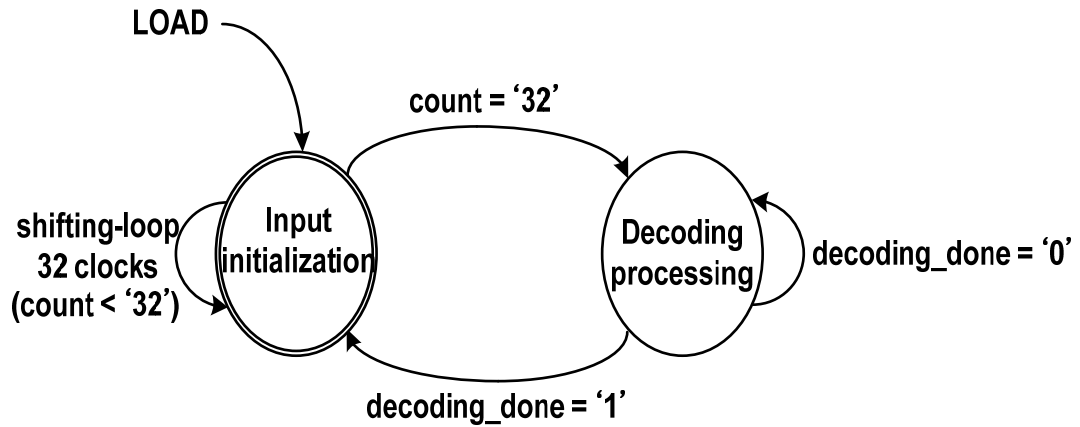 LOAD
count = ‘32’
shifting-loop
32 clocks
(count < ‘32’)
Input
initialization
Decoding
processing
decoding_done = ‘0’
decoding_done = ‘1’